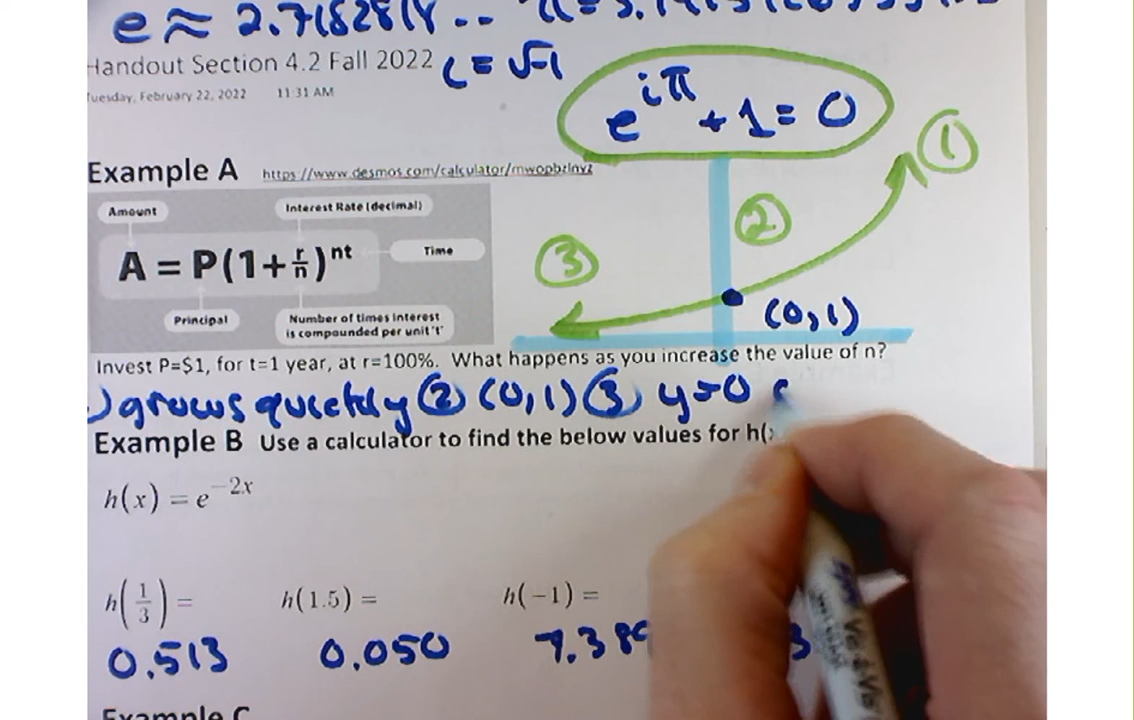 e ≈ 2.7182818 ..
Handout Section 4.2 Fall 2022 i = √-1
Tuesday, February 22, 2022 11:31 AM
e^{iπ} + 1 = 0
①
Example A https://www.desmos.com/calculator/mwopbzlnyz
Amount Interest Rate (decimal)
②
A = P(1+r/n)^nt Time
③
Principal Number of times interest
is compounded per unit 't'
(0,1)
Invest P=$1, for t=1 year, at r=100%. What happens as you increase the value of n?
) grows quickly ② (0,1) ③ y=0
Example B Use a calculator to find the below values for h(
h(x) = e^{-2x}
h(1/3) = h(1.5) = h(-1) =
0.513 0.050 7.389 3
Example C